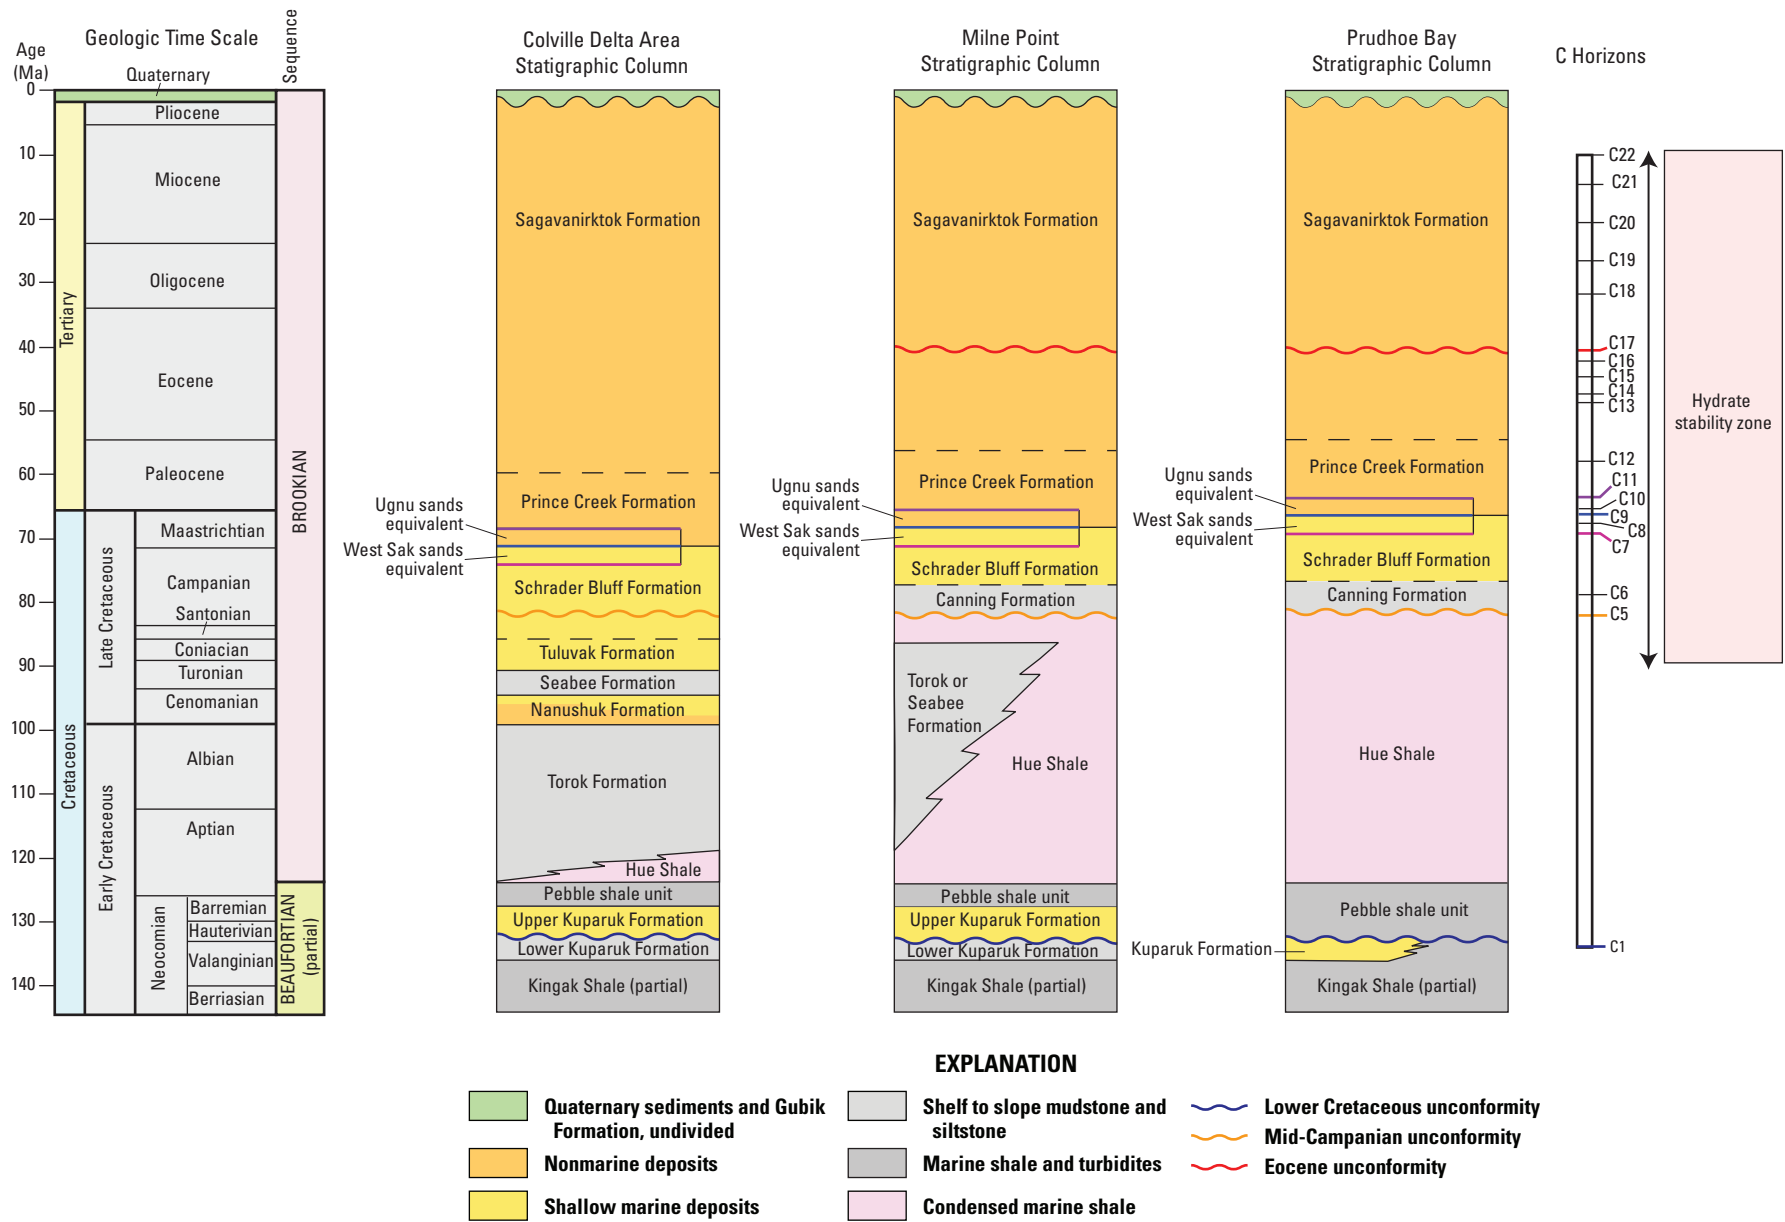 Geologic Time Scale
Age
(Ma)
Quaternary
Sequence
Colville Delta Area
Statigraphic Column
Milne Point
Stratigraphic Column
Prudhoe Bay
Stratigraphic Column
C Horizons
0
10
20
30
40
50
60
70
80
90
100
110
120
130
140
Tertiary
Cretaceous
Pliocene
Miocene
Oligocene
Eocene
Paleocene
Late Cretaceous
Early Cretaceous
Maastrichtian
Campanian
Santonian
Coniacian
Turonian
Cenomanian
Albian
Aptian
Neocomian
Barremian
Hauterivian
Valanginian
Berriasian
BROOKIAN
BEAUFORTIAN
(partial)
Sagavanirktok Formation
Prince Creek Formation
Ugnu sands
equivalent
West Sak sands
equivalent
Schrader Bluff Formation
Tuluvak Formation
Seabee Formation
Nanushuk Formation
Torok Formation
Hue Shale
Pebble shale unit
Upper Kuparuk Formation
Lower Kuparuk Formation
Kingak Shale (partial)
Sagavanirktok Formation
Prince Creek Formation
Ugnu sands
equivalent
West Sak sands
equivalent
Schrader Bluff Formation
Canning Formation
Torok or
Seabee
Formation
Hue Shale
Pebble shale unit
Upper Kuparuk Formation
Lower Kuparuk Formation
Kingak Shale (partial)
Sagavanirktok Formation
Prince Creek Formation
Ugnu sands
equivalent
West Sak sands
equivalent
Schrader Bluff Formation
Canning Formation
Hue Shale
Pebble shale unit
Kuparuk Formation
Kingak Shale (partial)
C22
C21
C20
C19
C18
C17
C16
C15
C14
C13
C12
C11
C10
C9
C8
C7
C6
C5
C1
Hydrate
stability zone
EXPLANATION
Quaternary sediments and Gubik
Formation, undivided
Nonmarine deposits
Shallow marine deposits
Shelf to slope mudstone and
siltstone
Marine shale and turbidites
Condensed marine shale
Lower Cretaceous unconformity
Mid-Campanian unconformity
Eocene unconformity